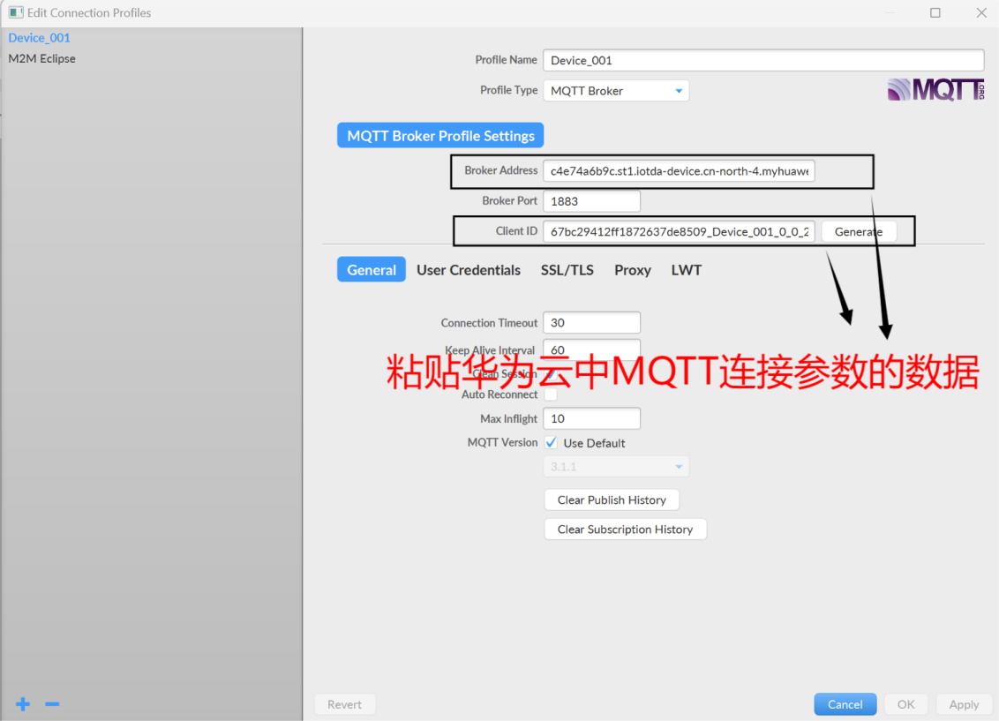 Edit Connection Profiles
Device_001
M2M Eclipse
Profile Name Device_001
Profile Type MQTT Broker
MQTT.ORG
MQTT Broker Profile Settings
Broker Address c4e74a6b9c.st1.iotda-device.cn-north-4.myhuawe
Broker Port 1883
Client ID 67bc29412ff1872637de8509_Device_001_0_0_2 Generate
General User Credentials SSL/TLS Proxy LWT
Connection Timeout 30
Keep Alive Interval 60
粘贴华为云中MQTT连接参数的数据
Clean Session
Auto Reconnect
Max Inflight 10
MQTT Version Use Default
3.1.1
Clear Publish History
Clear Subscription History
Revert Cancel OK Apply